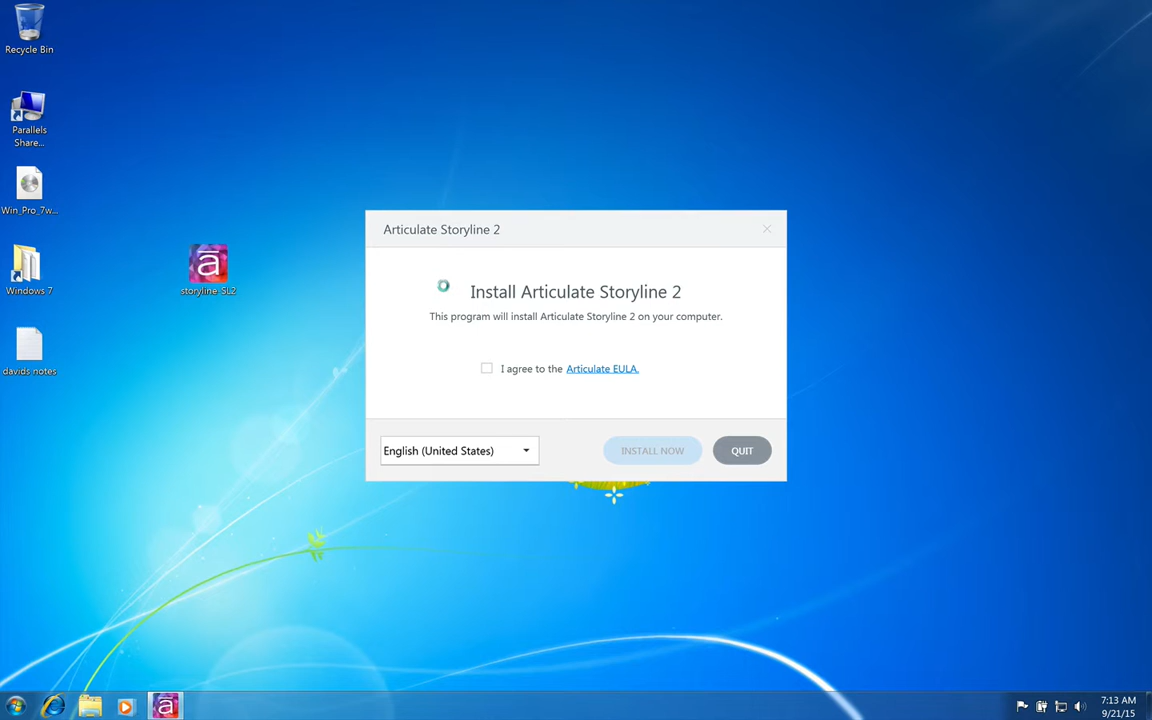 Recycle Bin
Parallels
Share...
Win_Pro_7w...
Windows 7
storyline-SL2
davids notes
Articulate Storyline 2
Install Articulate Storyline 2
This program will install Articulate Storyline 2 on your computer.
I agree to the Articulate EULA.
English (United States)
INSTALL NOW
QUIT
7:13 AM
9/21/15